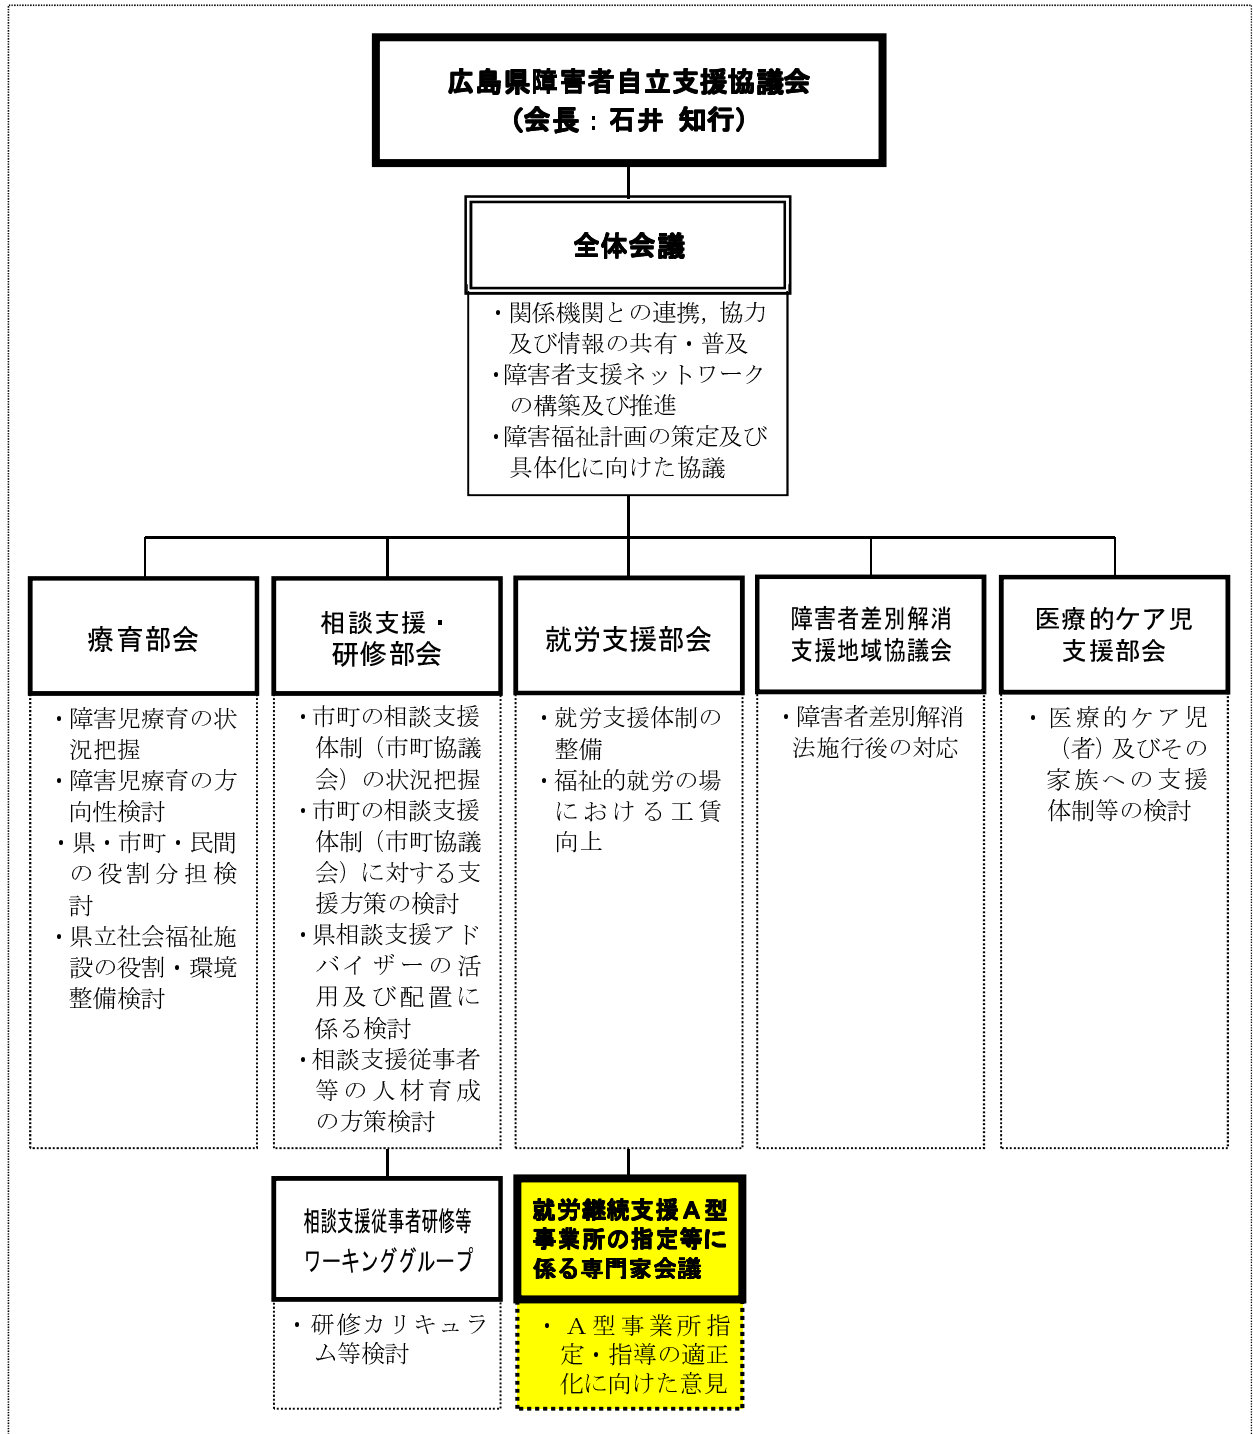 広島県障害者自立支援協議会
（会長：石井 知行）
全体会議
・関係機関との連携，協力
及び情報の共有・普及
・障害者支援ネットワーク
の構築及び推進
・障害福祉計画の策定及び
具体化に向けた協議
療育部会
・障害児療育の状
況把握
・障害児療育の方
向性検討
・県・市町・民間
の役割分担検
討
・県立社会福祉施
設の役割・環境
整備検討
相談支援・
研修部会
・市町の相談支援
体制（市町協議
会）の状況把握
・市町の相談支援
体制（市町協議
会）に対する支
援方策の検討
・県相談支援アド
バイザーの活
用及び配置に
係る検討
・相談支援従事者
等の人材育成
の方策検討
就労支援部会
・就労支援体制の
整備
・福祉的就労の場
における工賃
向上
障害者差別解消
支援地域協議会
・障害者差別解消
法施行後の対応
医療的ケア児
支援部会
・医療的ケア児
（者）及びその
家族への支援
体制等の検討
相談支援従事者研修等
ワーキンググループ
・研修カリキュラ
ム等検討
就労継続支援Ａ型
事業所の指定等に
係る専門家会議
・Ａ型事業所指
定・指導の適正
化に向けた意見